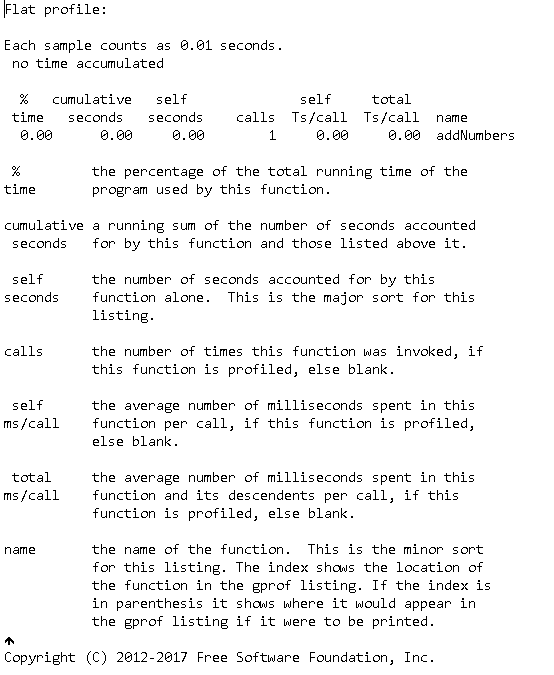 Flat profile:

Each sample counts as 0.01 seconds.
 no time accumulated

  %   cumulative   self              self     total
 time   seconds   seconds    calls  Ts/call  Ts/call  name
  0.00      0.00     0.00        1     0.00     0.00  addNumbers

 %         the percentage of the total running time of the
time       program used by this function.

cumulative a running sum of the number of seconds accounted
 seconds   for by this function and those listed above it.

 self      the number of seconds accounted for by this
seconds    function alone.  This is the major sort for this
           listing.

calls      the number of times this function was invoked, if
           this function is profiled, else blank.

 self      the average number of milliseconds spent in this
ms/call    function per call, if this function is profiled,
           else blank.

 total     the average number of milliseconds spent in this
ms/call    function and its descendents per call, if this
           function is profiled, else blank.

name       the name of the function.  This is the minor sort
           for this listing. The index shows the location of
           the function in the gprof listing. If the index is
           in parenthesis it shows where it would appear in
           the gprof listing if it were to be printed.

Copyright (C) 2012-2017 Free Software Foundation, Inc.